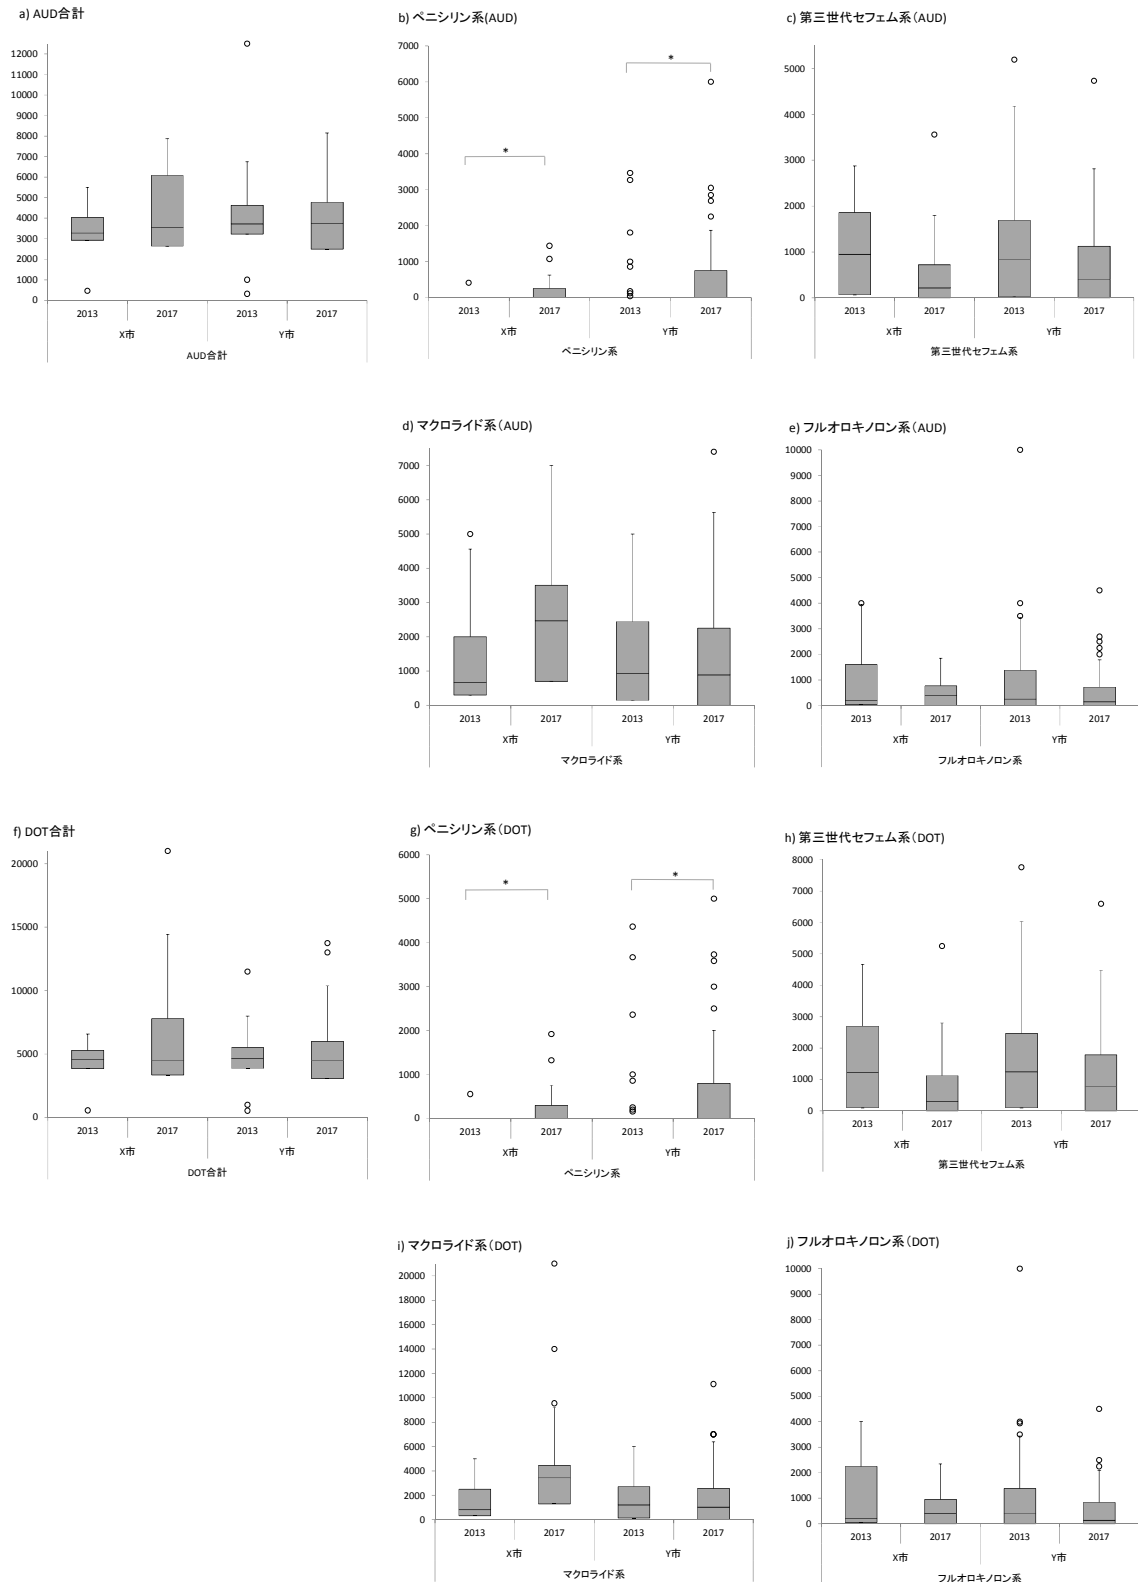 a) AUD合計
12000
11000
10000
9000
8000
7000
6000
5000
4000
3000
2000
1000
0
2013 2017 2013 2017
X市 Y市
AUD合計
b) ペニシリン系(AUD)
7000
6000
5000
4000
3000
2000
1000
0
*
*
2013 2017 2013 2017
X市 Y市
ペニシリン系
c) 第三世代セフェム系(AUD)
5000
4000
3000
2000
1000
0
2013 2017 2013 2017
X市 Y市
第三世代セフェム系
d) マクロライド系(AUD)
7000
6000
5000
4000
3000
2000
1000
0
2013 2017 2013 2017
X市 Y市
マクロライド系
e) フルオロキノロン系(AUD)
10000
9000
8000
7000
6000
5000
4000
3000
2000
1000
0
2013 2017 2013 2017
X市 Y市
フルオロキノロン系
f) DOT合計
20000
15000
10000
5000
0
2013 2017 2013 2017
X市 Y市
DOT合計
g) ペニシリン系(DOT)
6000
5000
4000
3000
2000
1000
0
*
*
2013 2017 2013 2017
X市 Y市
ペニシリン系
h) 第三世代セフェム系(DOT)
8000
7000
6000
5000
4000
3000
2000
1000
0
2013 2017 2013 2017
X市 Y市
第三世代セフェム系
i) マクロライド系(DOT)
20000
18000
16000
14000
12000
10000
8000
6000
4000
2000
0
2013 2017 2013 2017
X市 Y市
マクロライド系
j) フルオロキノロン系(DOT)
10000
9000
8000
7000
6000
5000
4000
3000
2000
1000
0
2013 2017 2013 2017
X市 Y市
フルオロキノロン系